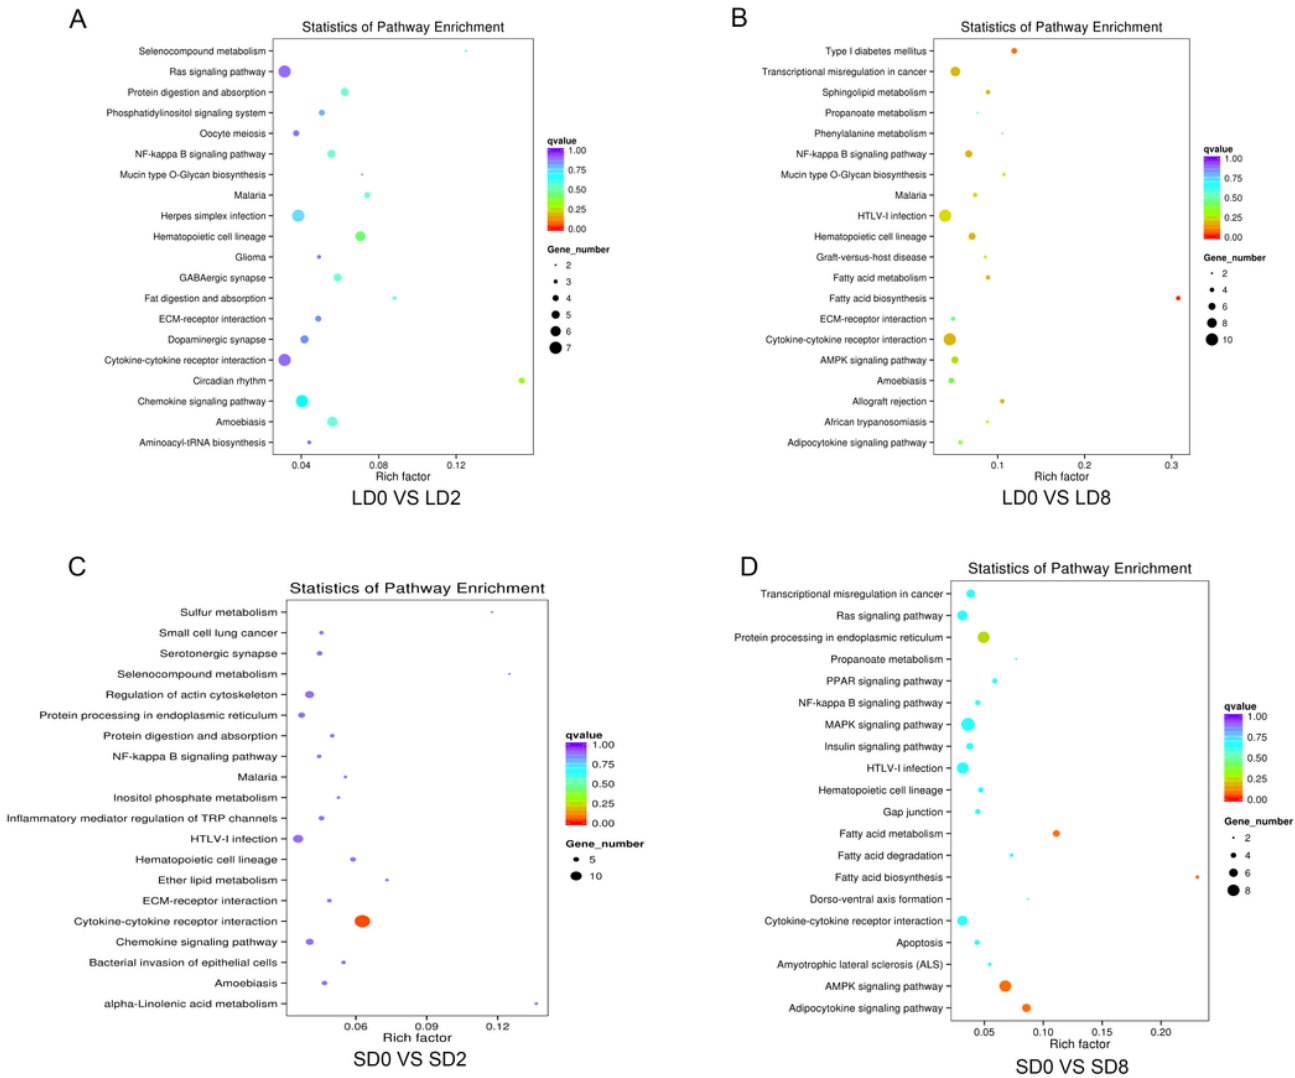 A
Statistics of Pathway Enrichment
Selenocompound metabolism
Ras signaling pathway
Protein digestion and absorption
Phosphatidylinositol signaling system
Oocyte meiosis
NF-kappa B signaling pathway
Mucin type O-Glycan biosynthesis
Malaria
Herpes simplex infection
Hematopoietic cell lineage
Glioma
GABAergic synapse
Fat digestion and absorption
ECM-receptor interaction
Dopaminergic synapse
Cytokine-cytokine receptor interaction
Circadian rhythm
Chemokine signaling pathway
Amoebiasis
Aminoacyl-tRNA biosynthesis
0.04 0.08 0.12
Rich factor
LD0 VS LD2
qvalue
1.00
0.75
0.50
0.25
0.00
Gene_number
2
3
4
5
6
7
B
Statistics of Pathway Enrichment
Type I diabetes mellitus
Transcriptional misregulation in cancer
Sphingolipid metabolism
Propanoate metabolism
Phenylalanine metabolism
NF-kappa B signaling pathway
Mucin type O-Glycan biosynthesis
Malaria
HTLV-I infection
Hematopoietic cell lineage
Graft-versus-host disease
Fatty acid metabolism
Fatty acid biosynthesis
ECM-receptor interaction
Cytokine-cytokine receptor interaction
AMPK signaling pathway
Amoebiasis
Allograft rejection
African trypanosomiasis
Adipocytokine signaling pathway
0.1 0.2 0.3
Rich factor
LD0 VS LD8
qvalue
1.00
0.75
0.50
0.25
0.00
Gene_number
2
4
6
8
10
C
Statistics of Pathway Enrichment
Sulfur metabolism
Small cell lung cancer
Serotonergic synapse
Selenocompound metabolism
Regulation of actin cytoskeleton
Protein processing in endoplasmic reticulum
Protein digestion and absorption
NF-kappa B signaling pathway
Malaria
Inositol phosphate metabolism
Inflammatory mediator regulation of TRP channels
HTLV-I infection
Hematopoietic cell lineage
Ether lipid metabolism
ECM-receptor interaction
Cytokine-cytokine receptor interaction
Chemokine signaling pathway
Bacterial invasion of epithelial cells
Amoebiasis
alpha-Linolenic acid metabolism
0.06 0.09 0.12
Rich factor
SD0 VS SD2
qvalue
1.00
0.75
0.50
0.25
0.00
Gene_number
5
10
D
Statistics of Pathway Enrichment
Transcriptional misregulation in cancer
Ras signaling pathway
Protein processing in endoplasmic reticulum
Propanoate metabolism
PPAR signaling pathway
NF-kappa B signaling pathway
MAPK signaling pathway
Insulin signaling pathway
HTLV-I infection
Hematopoietic cell lineage
Gap junction
Fatty acid metabolism
Fatty acid degradation
Fatty acid biosynthesis
Dorso-ventral axis formation
Cytokine-cytokine receptor interaction
Apoptosis
Amyotrophic lateral sclerosis (ALS)
AMPK signaling pathway
Adipocytokine signaling pathway
0.05 0.10 0.15 0.20
Rich factor
SD0 VS SD8
qvalue
1.00
0.75
0.50
0.25
0.00
Gene_number
2
4
6
8